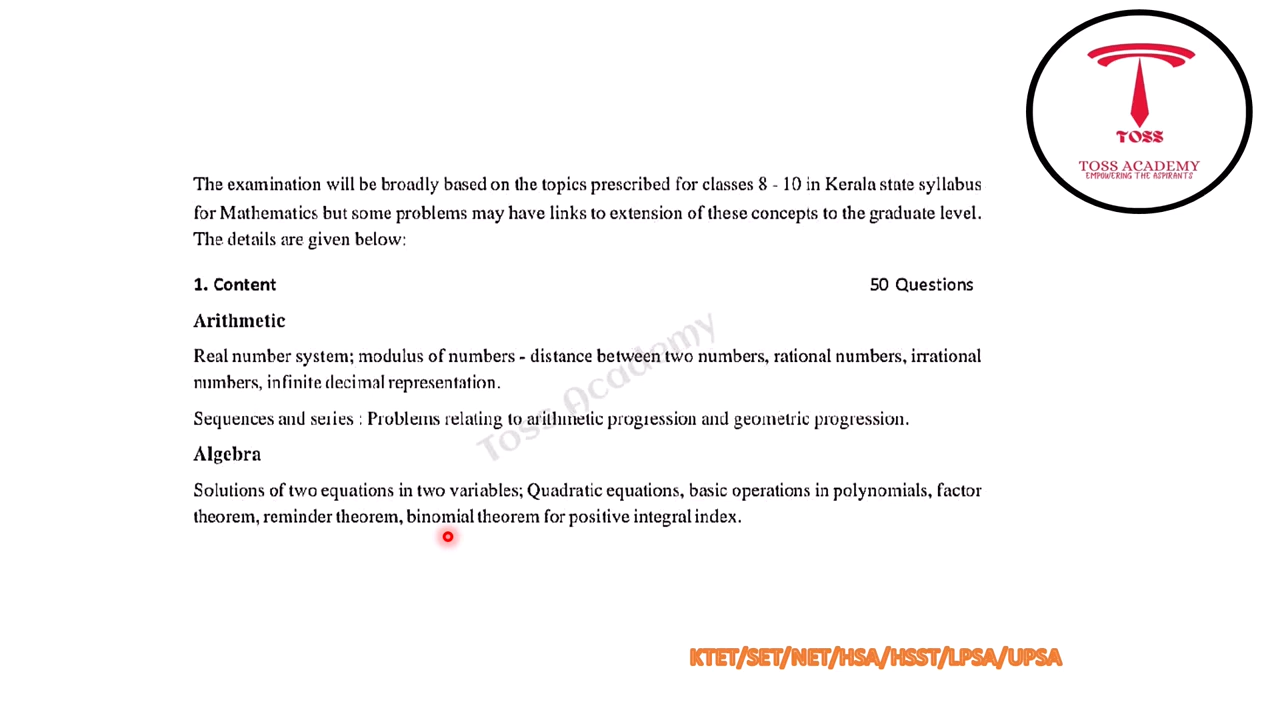 TOSS
TOSS ACADEMY
EMPOWERING THE ASPIRANTS
The examination will be broadly based on the topics prescribed for classes 8 - 10 in Kerala state syllabus
for Mathematics but some problems may have links to extension of these concepts to the graduate level.
The details are given below:
1. Content 50 Questions
Arithmetic
Real number system; modulus of numbers - distance between two numbers, rational numbers, irrational
numbers, infinite decimal representation.
Sequences and series : Problems relating to arithmetic progression and geometric progression.
Algebra
Solutions of two equations in two variables; Quadratic equations, basic operations in polynomials, factor
theorem, reminder theorem, binomial theorem for positive integral index.
Toss Academy
KTET/SET/NET/HSA/HSST/LPSA/UPSA